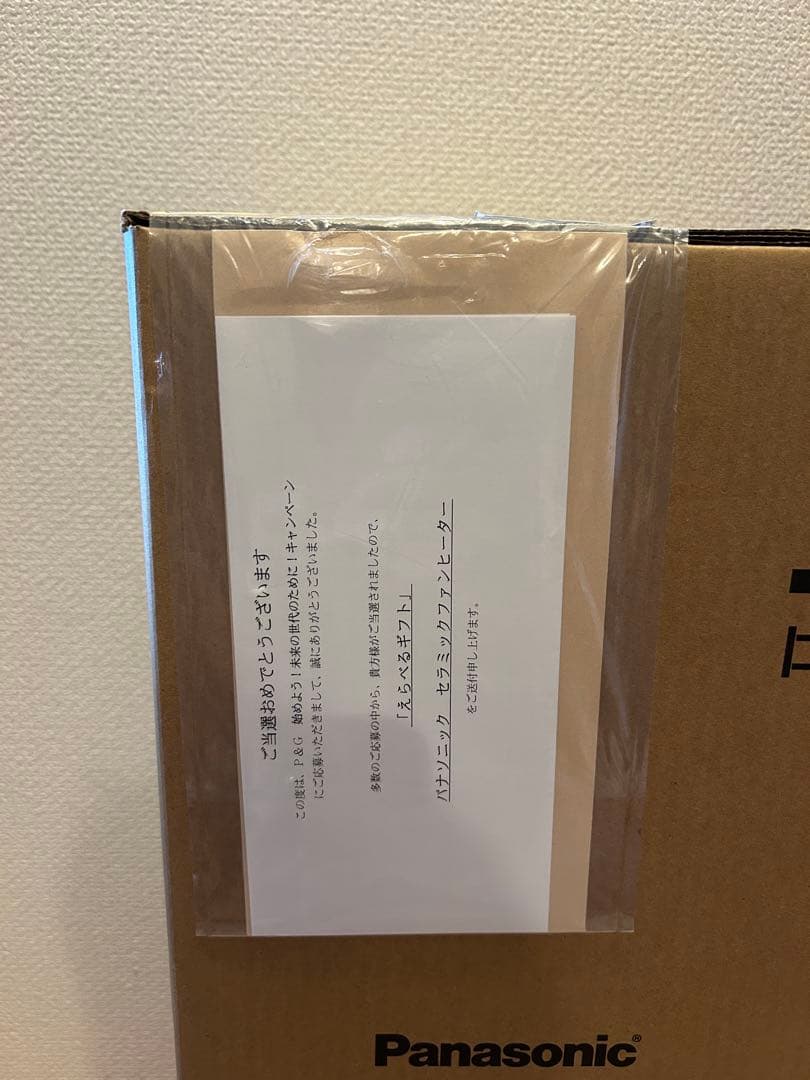 ご当選おめでとうございます
この度は、P＆G　始めよう！未来の世代のために！キャンペーン
にご応募いただきまして、誠にありがとうございました。
多数のご応募の中から、貴方様がご当選されましたので、
「えらべるギフト」
パナソニック　セラミックファンヒーター
をご送付申し上げます。
Panasonic®